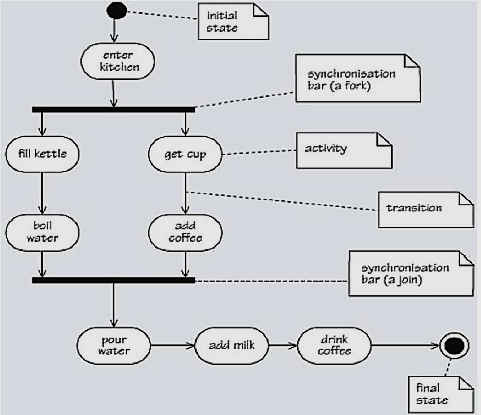 initial
state
enter
kitchen
synchronisation
bar (a fork)
fill kettle
get cup
activity
transition
boil
water
add
coffee
synchronisation
bar (a join)
pour
water
add milk
drink
coffee
final
state